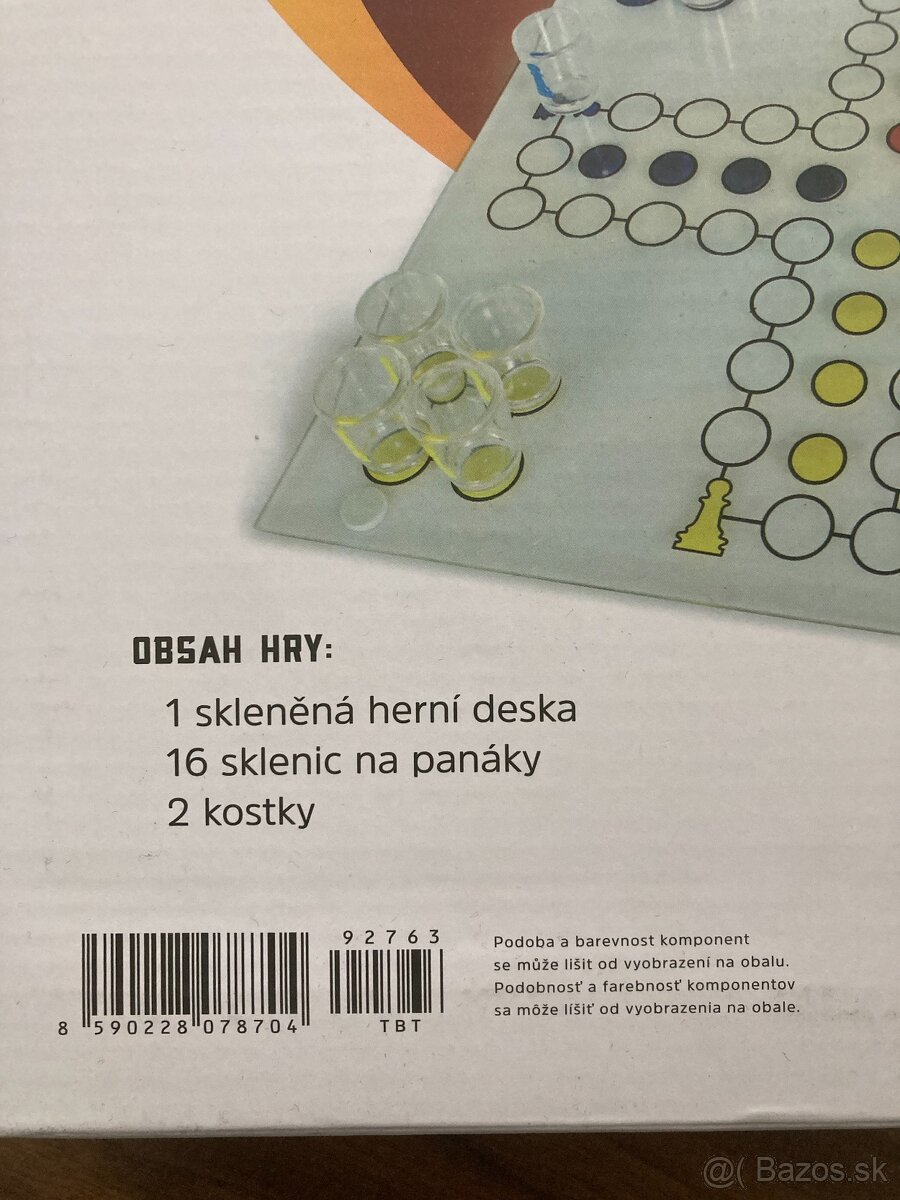 OBSAH HRY:
1 skleněná herní deska
16 sklenic na panáky
2 kostky
92763
8 590228 078704
TBT
Podoba a barevnost komponent
se může lišit od vyobrazení na obalu.
Podobnosť a farebnosť komponentov
sa môže líšiť od vyobrazenia na obale.
@( Bazos.sk